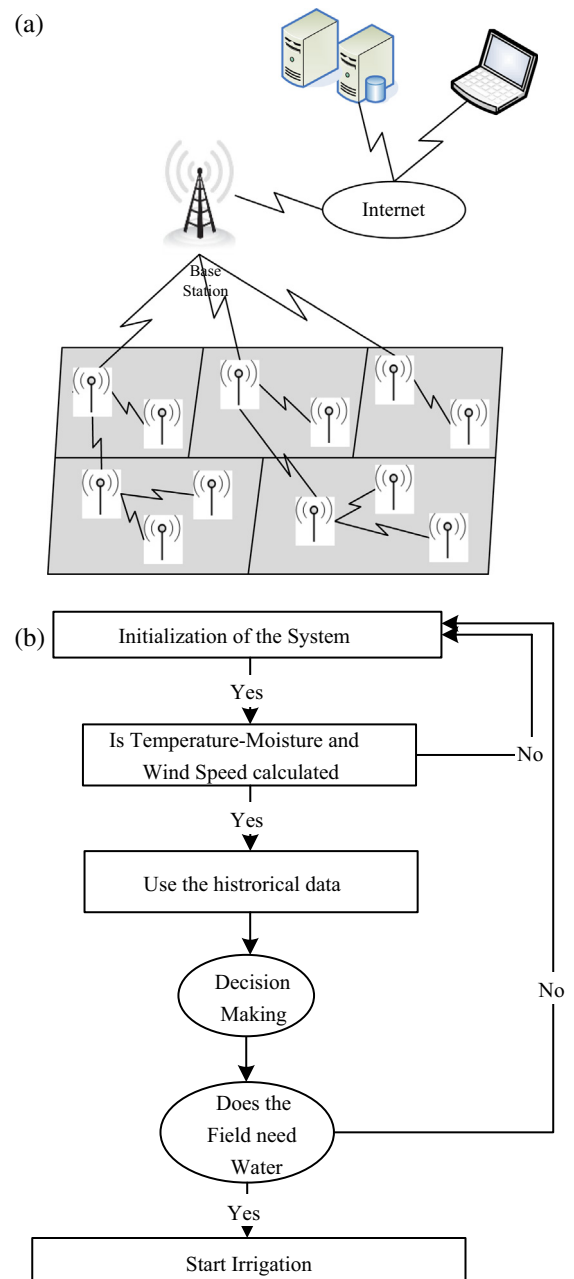 (a)
Internet
Base
Station
(b)
Initialization of the System
Yes
Is Temperature-Moisture and
Wind Speed calculated
No
Yes
Use the histrorical data
Decision
Making
No
Does the
Field need
Water
Yes
Start Irrigation